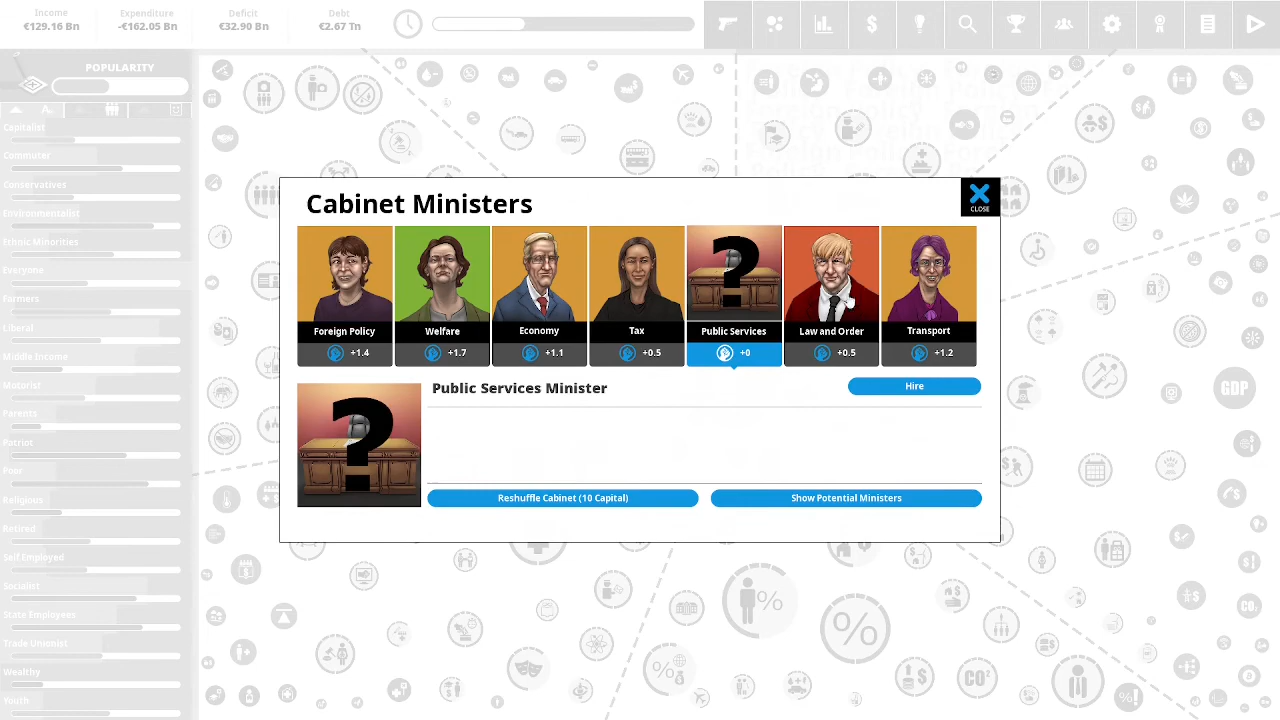 Income
Expenditure
Deficit
Debt
€129.16 Bn
-€162.05 Bn
€32.90 Bn
€2.67 Tn
POPULARITY
Capitalist
Commuter
Conservatives
Environmentalist
Ethnic Minorities
Everyone
Farmers
Liberal
Middle Income
Motorist
Parents
Patriot
Poor
Religious
Retired
Self Employed
Socialist
State Employees
Trade Unionist
Wealthy
Youth
Cabinet Ministers
CLOSE
Foreign Policy
Welfare
Economy
Tax
Public Services
Law and Order
Transport
+1.4
+1.7
+1.1
+0.5
+0
+0.5
+1.2
Public Services Minister
Hire
Reshuffle Cabinet (10 Capital)
Show Potential Ministers
GDP
CO²
CO²